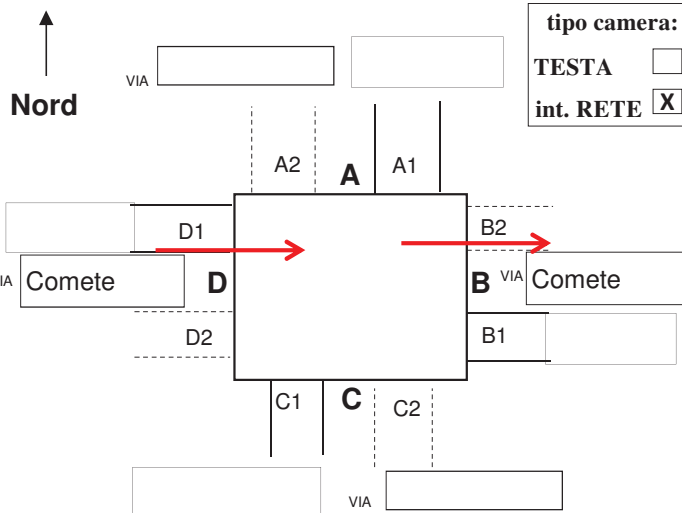 tipo camera:
TESTA
int. RETE X
Nord
VIA
A2
A
A1
D1
B2
VIA Comete
D
B
VIA Comete
D2
B1
C1
C
C2
VIA